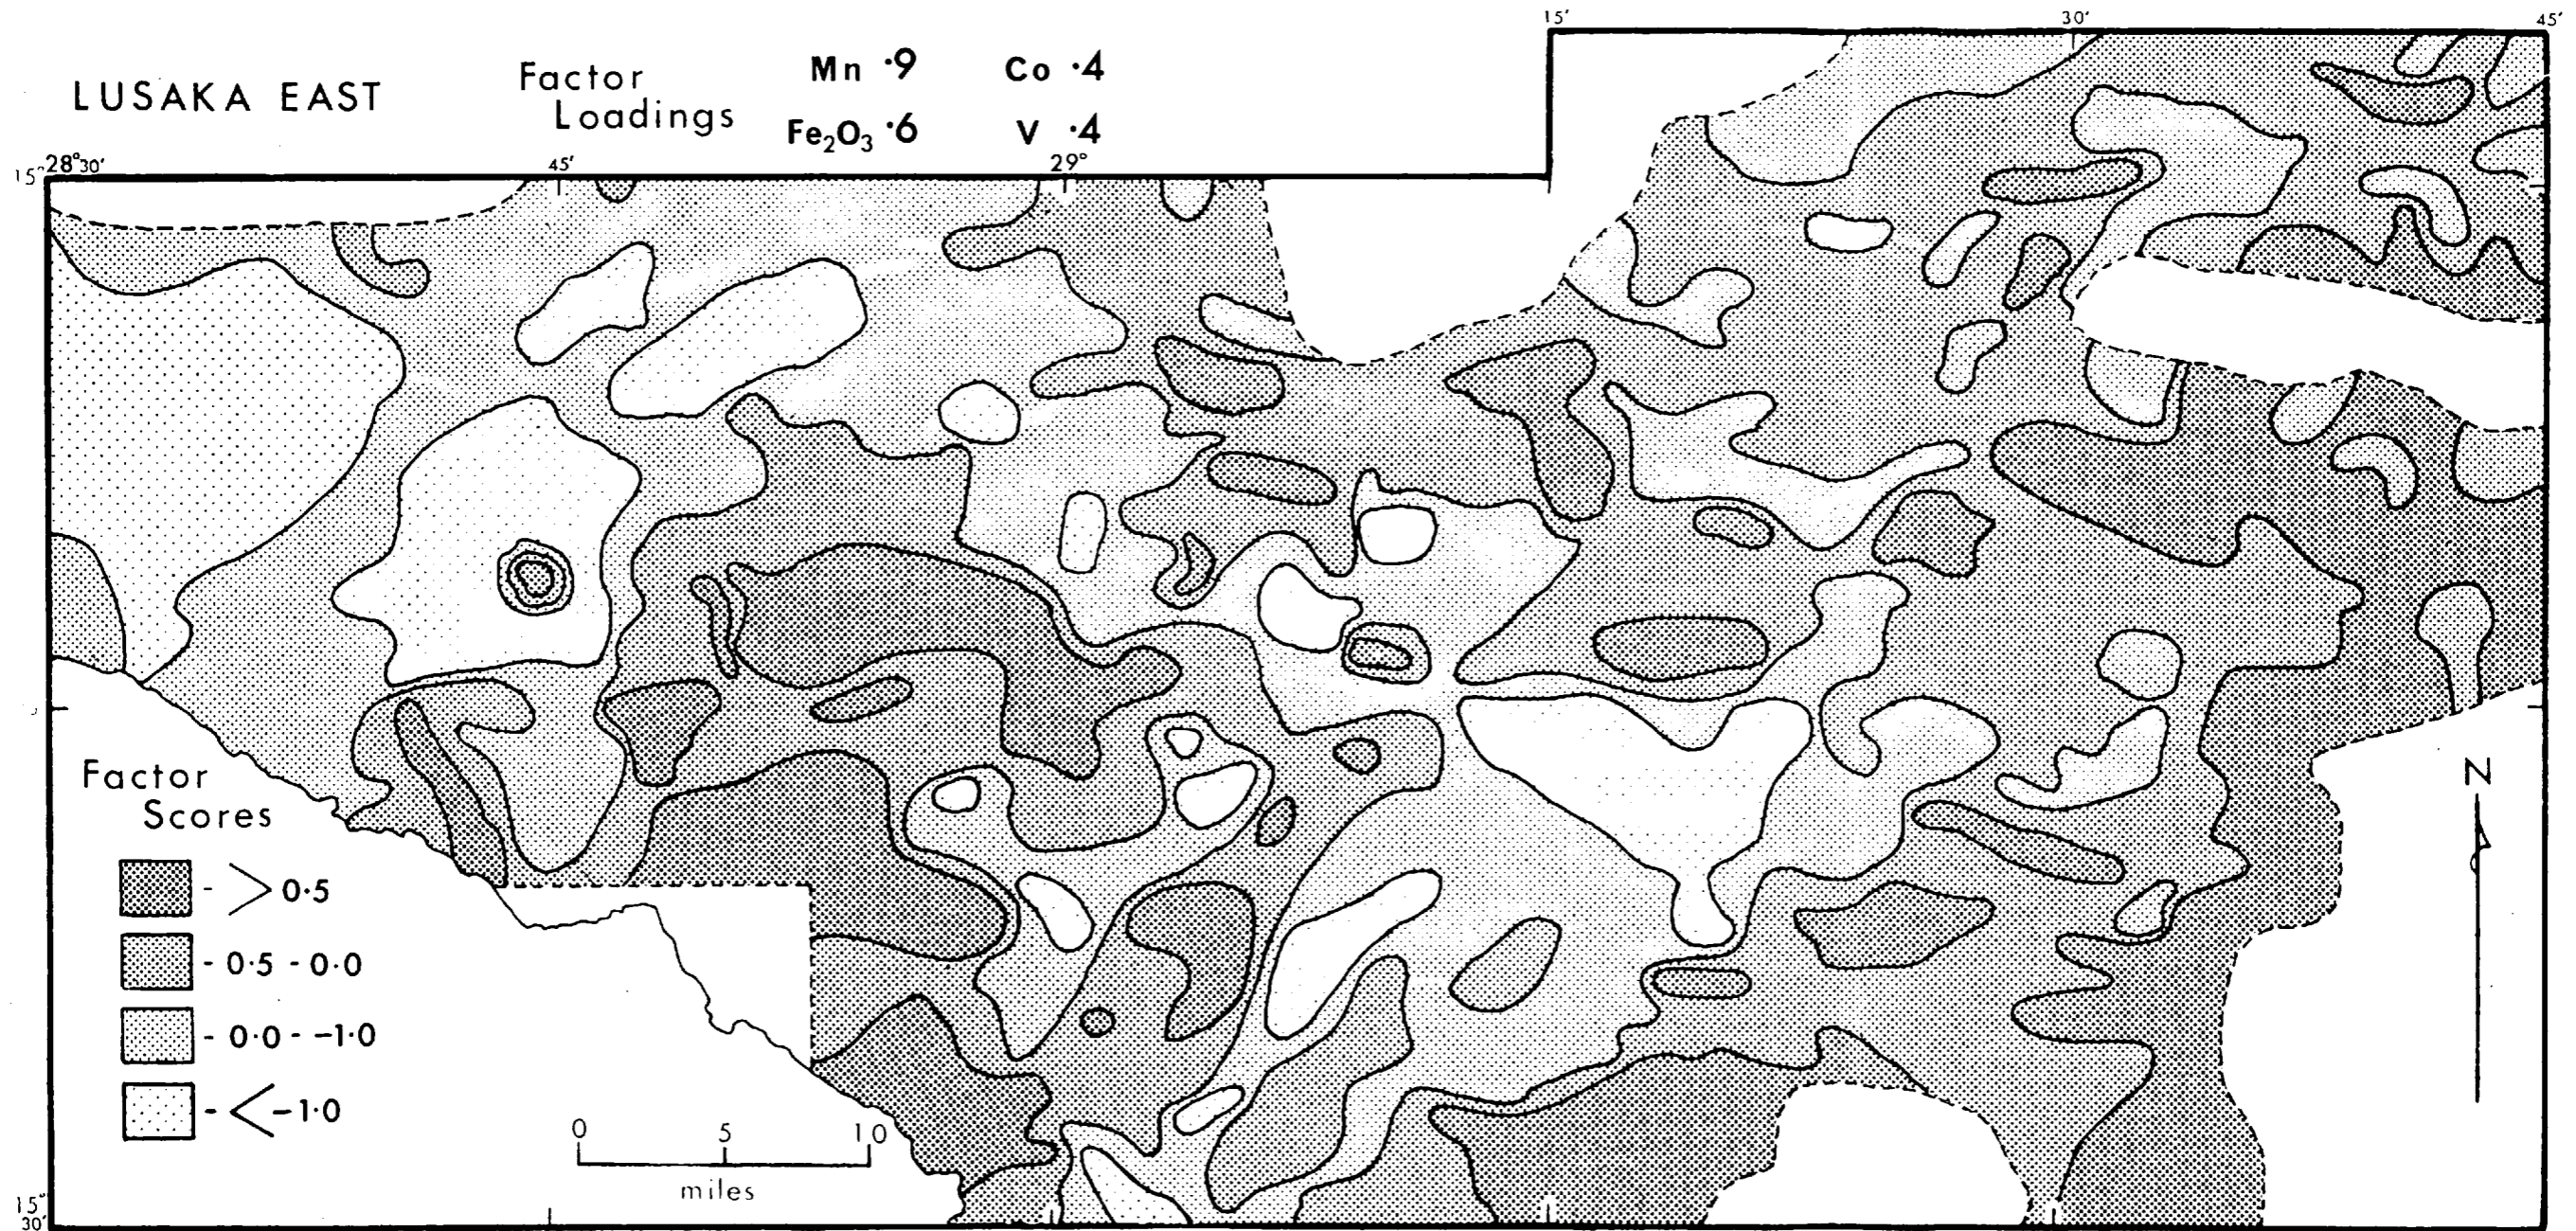 15' 30' 45'
LUSAKA EAST
Factor Loadings
Mn ·9 Co ·4
Fe₂O₃ ·6 V ·4
15° 28°30' 45' 29°
N
Factor
Scores
- > 0·5
- 0·5 - 0·0
- 0·0 - -1·0
- < -1·0
0 5 10
miles
15°
30'